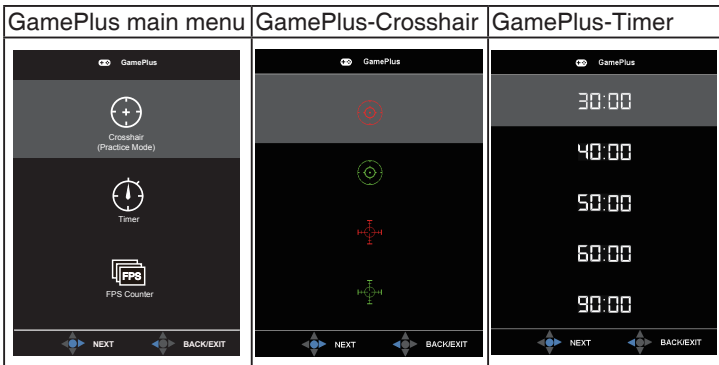 GamePlus main menu
GamePlus-Crosshair
GamePlus-Timer
GamePlus
Crosshair
(Practice Mode)
Timer
FPS
FPS Counter
NEXT BACK/EXIT
GamePlus
NEXT BACK/EXIT
GamePlus
30:00
40:00
50:00
60:00
90:00
NEXT BACK/EXIT